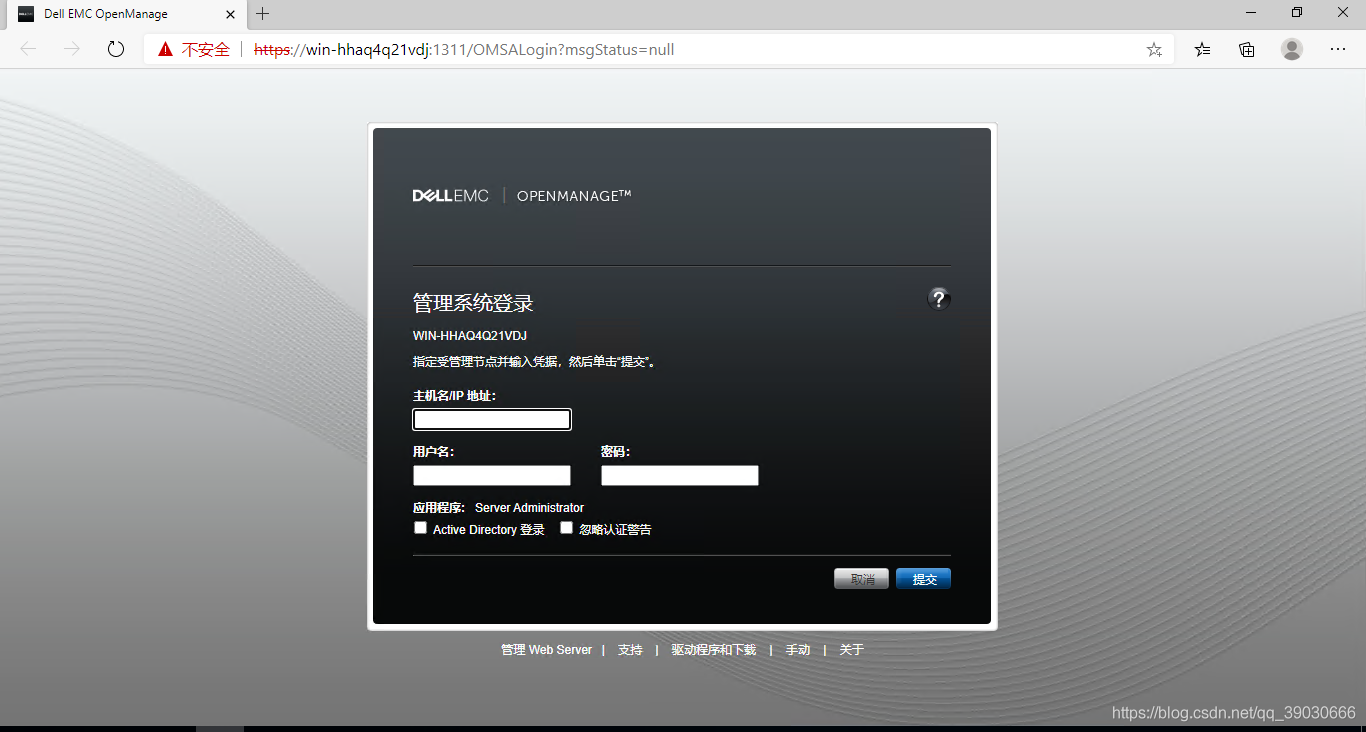 Dell EMC OpenManage
不安全 https://win-hhaq4q21vdj:1311/OMSALogin?msgStatus=null
DELLEMC | OPENMANAGE™
管理系统登录 ?
WIN-HHAQ4Q21VDJ
指定受管理节点并输入凭据，然后单击“提交”。
主机名/IP 地址：
用户名： 密码：
应用程序： Server Administrator
Active Directory 登录 忽略认证警告
取消 提交
管理 Web Server | 支持 | 驱动程序和下载 | 手动 | 关于
https://blog.csdn.net/qq_39030666